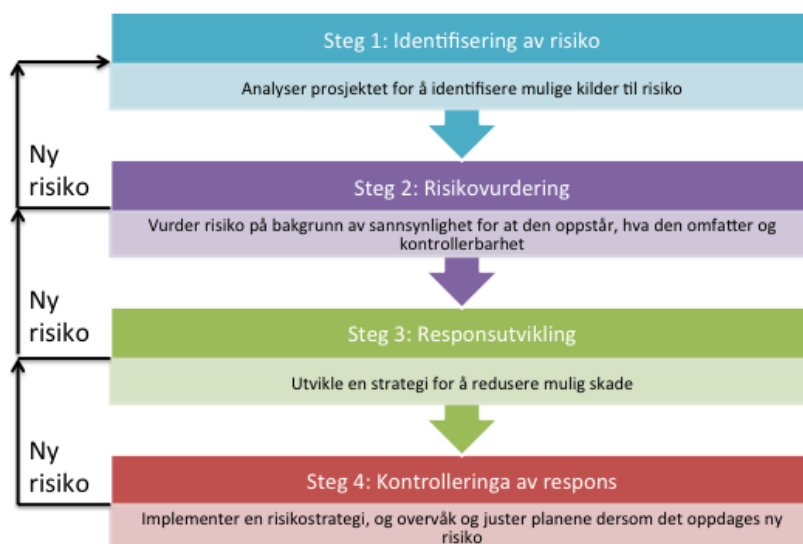 Steg 1: Identifisering av risiko
Analyser prosjektet for å identifisere mulige kilder til risiko
Ny
risiko
Steg 2: Risikovurdering
Vurder risiko på bakgrunn av sannsynlighet for at den oppstår, hva den omfatter og
kontrollerbarhet
Ny
risiko
Steg 3: Responsutvikling
Utvikle en strategi for å redusere mulig skade
Ny
risiko
Steg 4: Kontrolleringa av respons
Implementer en risikostrategi, og overvåk og juster planene dersom det oppdages ny
risiko